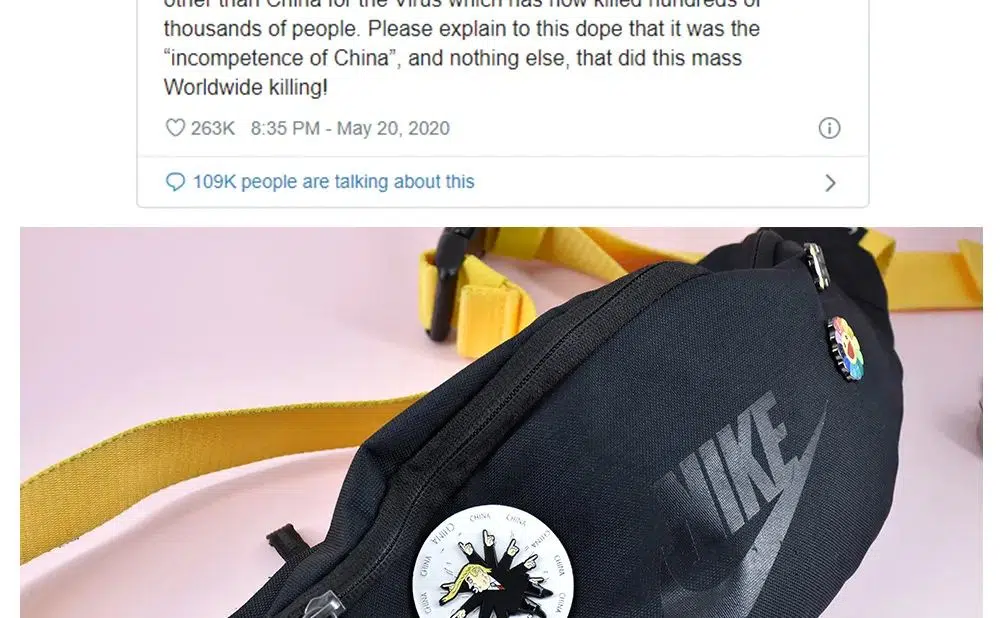 other than China for the Virus which has now killed hundreds of
thousands of people. Please explain to this dope that it was the
“incompetence of China”, and nothing else, that did this mass
Worldwide killing!
263K 8:35 PM - May 20, 2020
109K people are talking about this
NIKE
CHINA
CHINA
CHINA
CHINA
CHINA
CHINA
CHINA
CHINA